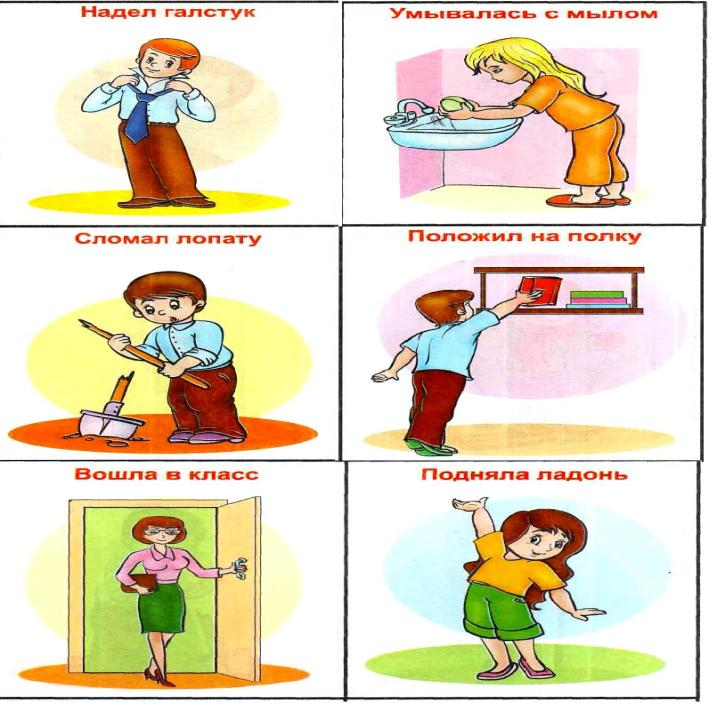 Надел галстук
Умывалась с мылом
Сломал лопату
Положил на полку
Вошла в класс
Подняла ладонь